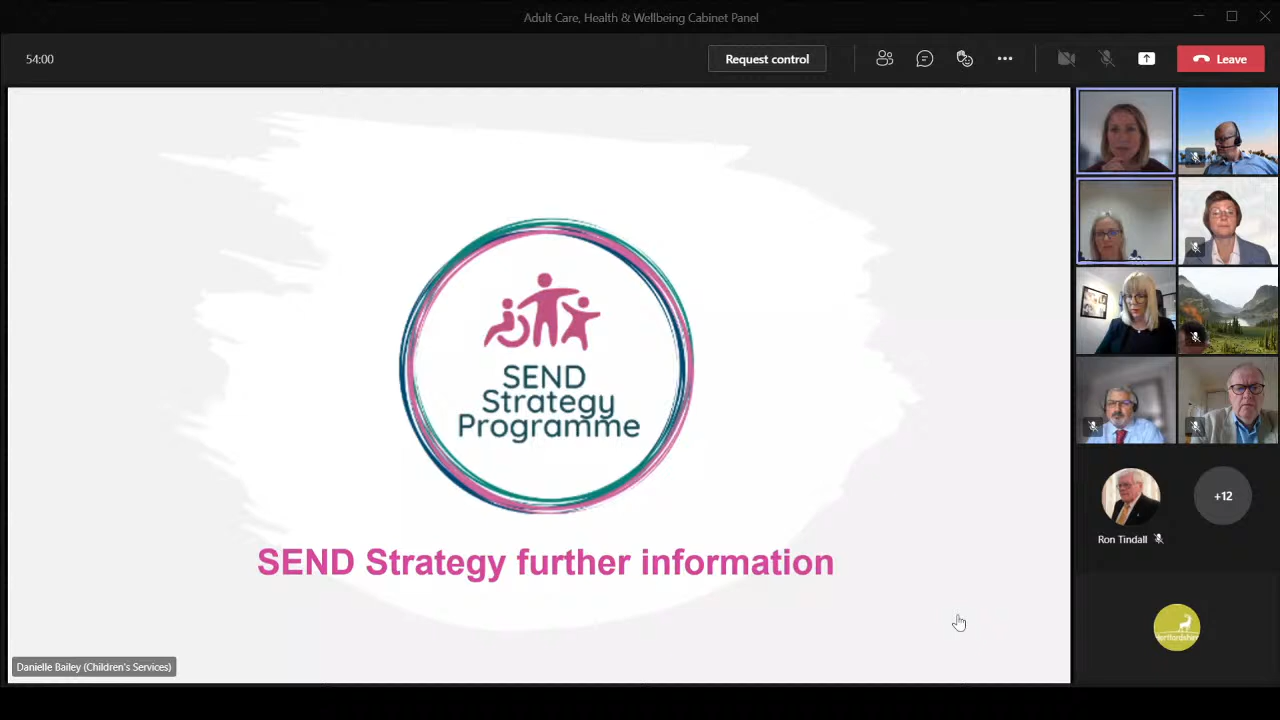 Adult Care, Health & Wellbeing Cabinet Panel
54:00
Request control
Leave
SEND
Strategy
Programme
SEND Strategy further information
Danielle Bailey (Children's Services)
+12
Ron Tindall
Hertfordshire